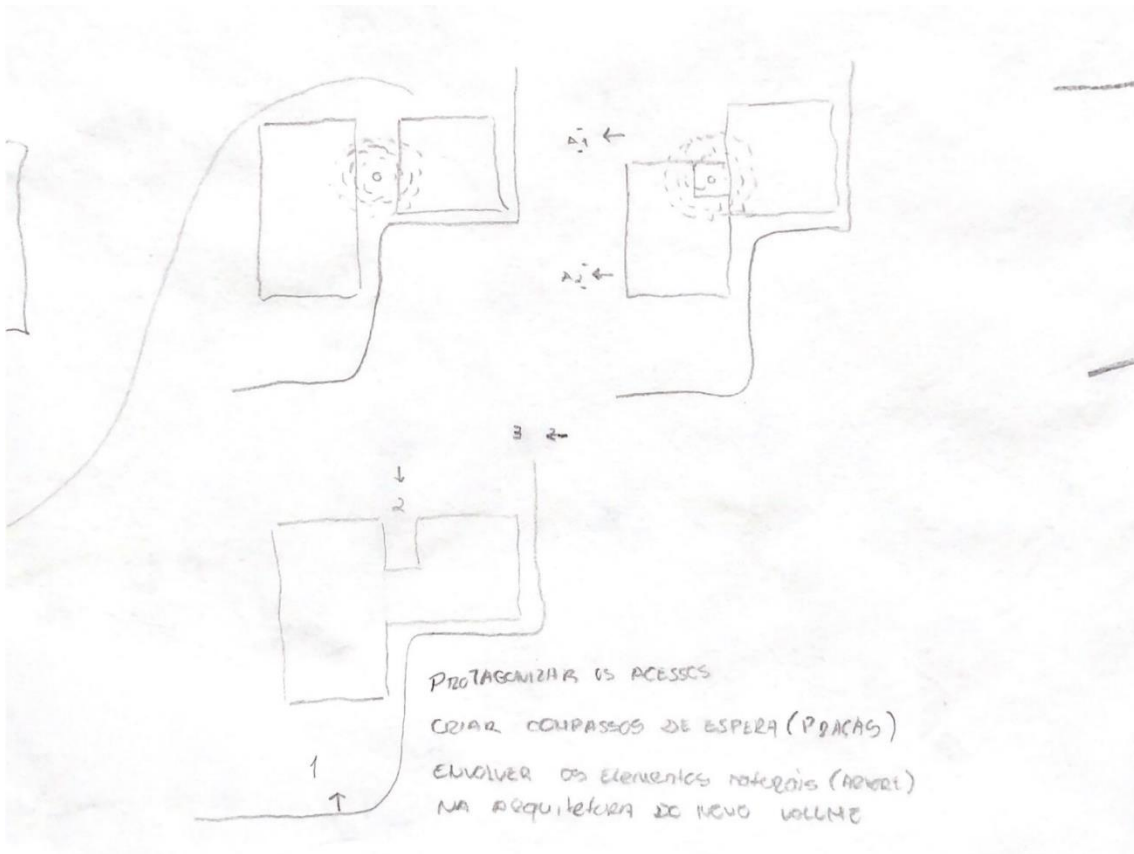 A1 ←
A2 ←
3 ←
↓
2
PROTAGONIZAR OS ACESSOS
CRIAR COMPASSOS DE ESPERA (PRAÇAS)
1
ENVOLVER OS ELEMENTOS NATURAIS (ARVORE)
↑
NA ARQUITETURA DO NOVO VOLUME